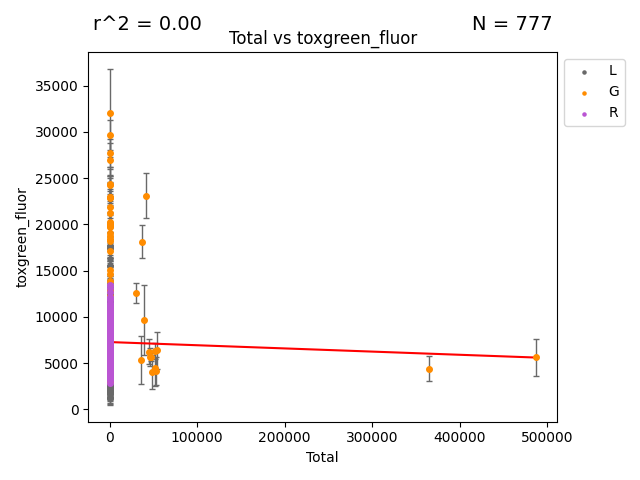 r^2 = 0.00
N = 777
Total vs toxgreen_fluor
L
G
R
35000
30000
25000
20000
15000
10000
5000
0
toxgreen_fluor
0
100000
200000
300000
400000
500000
Total